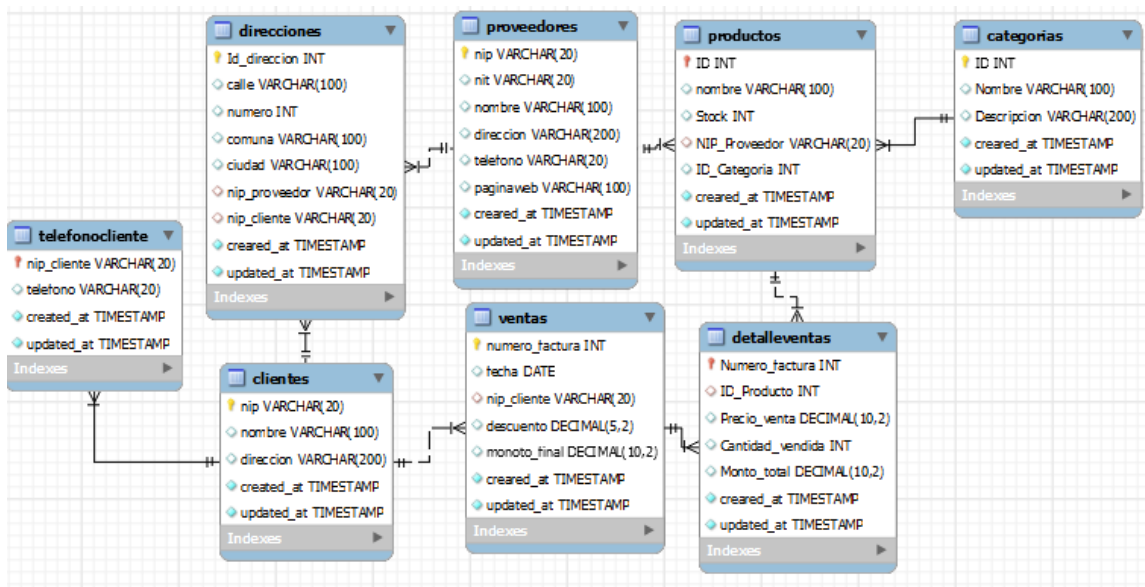 direcciones
Id_direccion INT
calle VARCHAR(100)
numero INT
comuna VARCHAR(100)
ciudad VARCHAR(100)
nip_proveedor VARCHAR(20)
nip_cliente VARCHAR(20)
creared_at TIMESTAMP
updated_at TIMESTAMP
Indexes
proveedores
nip VARCHAR(20)
nit VARCHAR(20)
nombre VARCHAR(100)
direccion VARCHAR(200)
telefono VARCHAR(20)
paginaweb VARCHAR(100)
creared_at TIMESTAMP
updated_at TIMESTAMP
Indexes
productos
ID INT
nombre VARCHAR(100)
Stock INT
NIP_Proveedor VARCHAR(20)
ID_Categoria INT
creared_at TIMESTAMP
updated_at TIMESTAMP
Indexes
categorias
ID INT
Nombre VARCHAR(100)
Descripcion VARCHAR(200)
creared_at TIMESTAMP
updated_at TIMESTAMP
Indexes
telefonocliente
nip_cliente VARCHAR(20)
telefono VARCHAR(20)
created_at TIMESTAMP
updated_at TIMESTAMP
Indexes
clientes
nip VARCHAR(20)
nombre VARCHAR(100)
direccion VARCHAR(200)
created_at TIMESTAMP
updated_at TIMESTAMP
Indexes
ventas
numero_factura INT
fecha DATE
nip_cliente VARCHAR(20)
descuento DECIMAL(5,2)
monoto_final DECIMAL(10,2)
creared_at TIMESTAMP
updated_at TIMESTAMP
Indexes
detalleventas
Numero_factura INT
ID_Producto INT
Precio_venta DECIMAL(10,2)
Cantidad_vendida INT
Monto_total DECIMAL(10,2)
creared_at TIMESTAMP
updated_at TIMESTAMP
Indexes